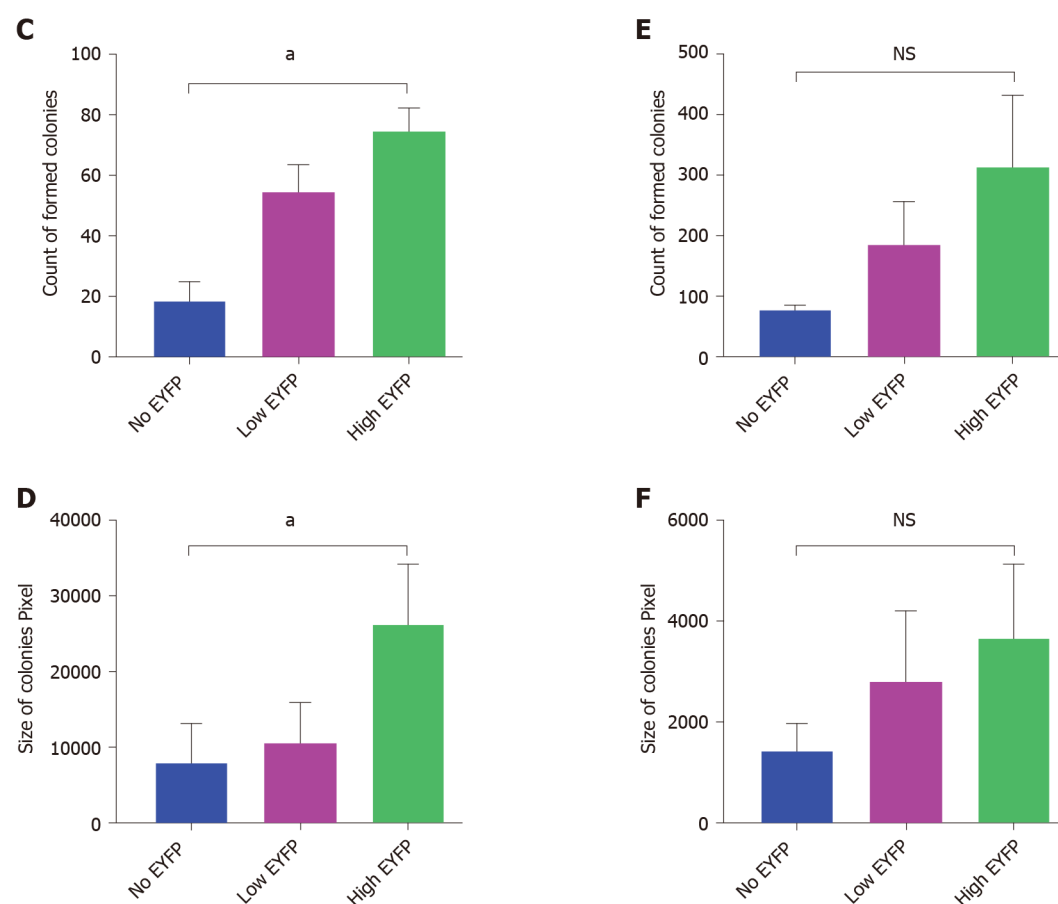 C
a
Count of formed colonies
100
80
60
40
20
0
No EYFP
Low EYFP
High EYFP
E
NS
Count of formed colonies
500
400
300
200
100
0
No EYFP
Low EYFP
High EYFP
D
a
Size of colonies Pixel
40000
30000
20000
10000
0
No EYFP
Low EYFP
High EYFP
F
NS
Size of colonies Pixel
6000
4000
2000
0
No EYFP
Low EYFP
High EYFP